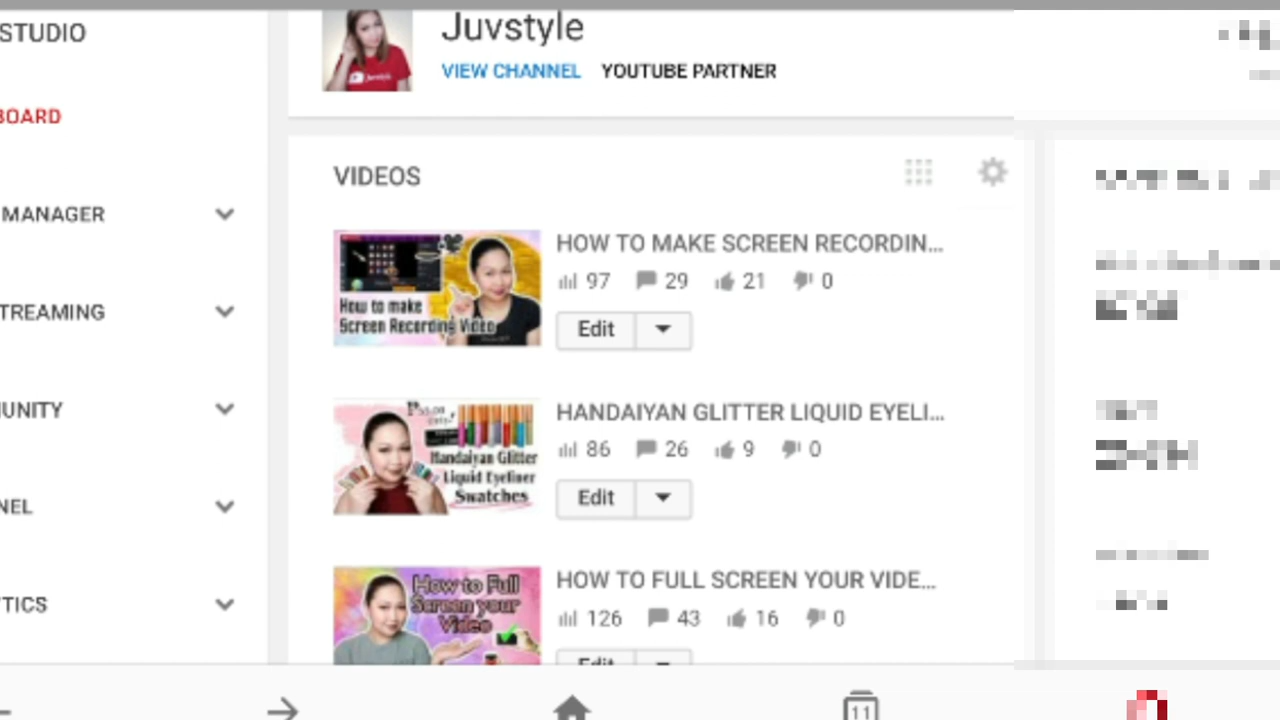 STUDIO
Juvstyle
VIEW CHANNEL YOUTUBE PARTNER
BOARD
VIDEOS
MANAGER
HOW TO MAKE SCREEN RECORDIN...
97 29 21 0
How to make
Screen Recording Video
Edit
TREAMING
HANDAIYAN GLITTER LIQUID EYELI...
86 26 9 0
Handaiyan Glitter
Liquid Eyeliner
Swatches
Edit
UNITY
NEL
HOW TO FULL SCREEN YOUR VIDE...
126 43 16 0
How to Full
Screen your
Video
Edit
TICS
11